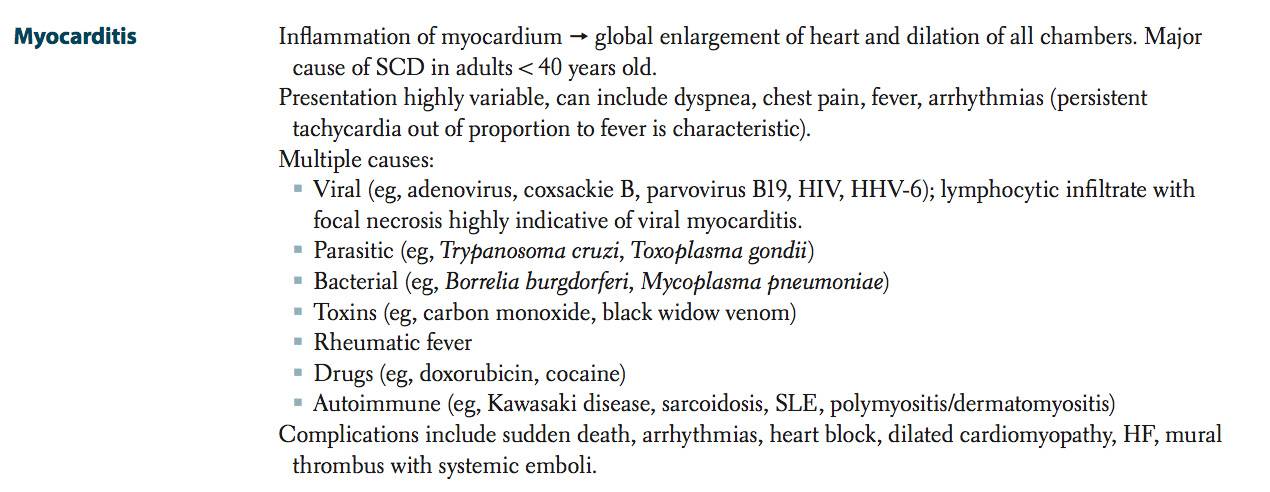 Myocarditis
Inflammation of myocardium → global enlargement of heart and dilation of all chambers. Major
cause of SCD in adults < 40 years old.
Presentation highly variable, can include dyspnea, chest pain, fever, arrhythmias (persistent
tachycardia out of proportion to fever is characteristic).
Multiple causes:
▪ Viral (eg, adenovirus, coxsackie B, parvovirus B19, HIV, HHV-6); lymphocytic infiltrate with
focal necrosis highly indicative of viral myocarditis.
▪ Parasitic (eg, Trypanosoma cruzi, Toxoplasma gondii)
▪ Bacterial (eg, Borrelia burgdorferi, Mycoplasma pneumoniae)
▪ Toxins (eg, carbon monoxide, black widow venom)
▪ Rheumatic fever
▪ Drugs (eg, doxorubicin, cocaine)
▪ Autoimmune (eg, Kawasaki disease, sarcoidosis, SLE, polymyositis/dermatomyositis)
Complications include sudden death, arrhythmias, heart block, dilated cardiomyopathy, HF, mural
thrombus with systemic emboli.